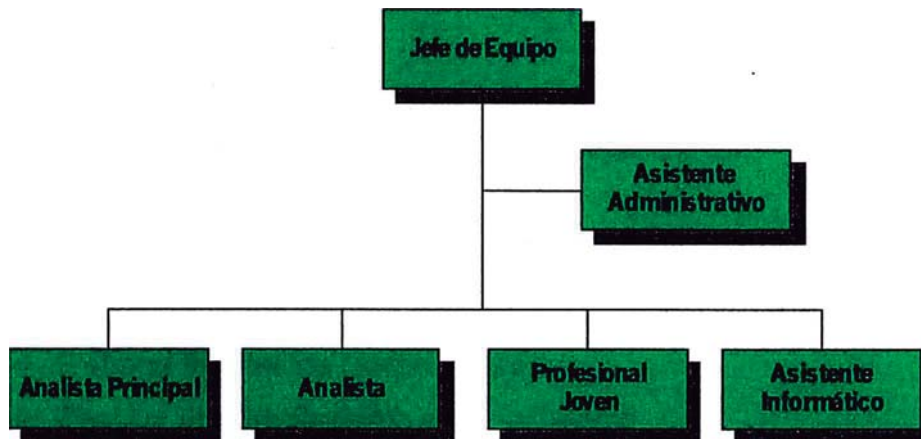 Jefe de Equipo
Asistente
Administrativo
Analista Principal
Analista
Profesional
Joven
Asistente
Informático